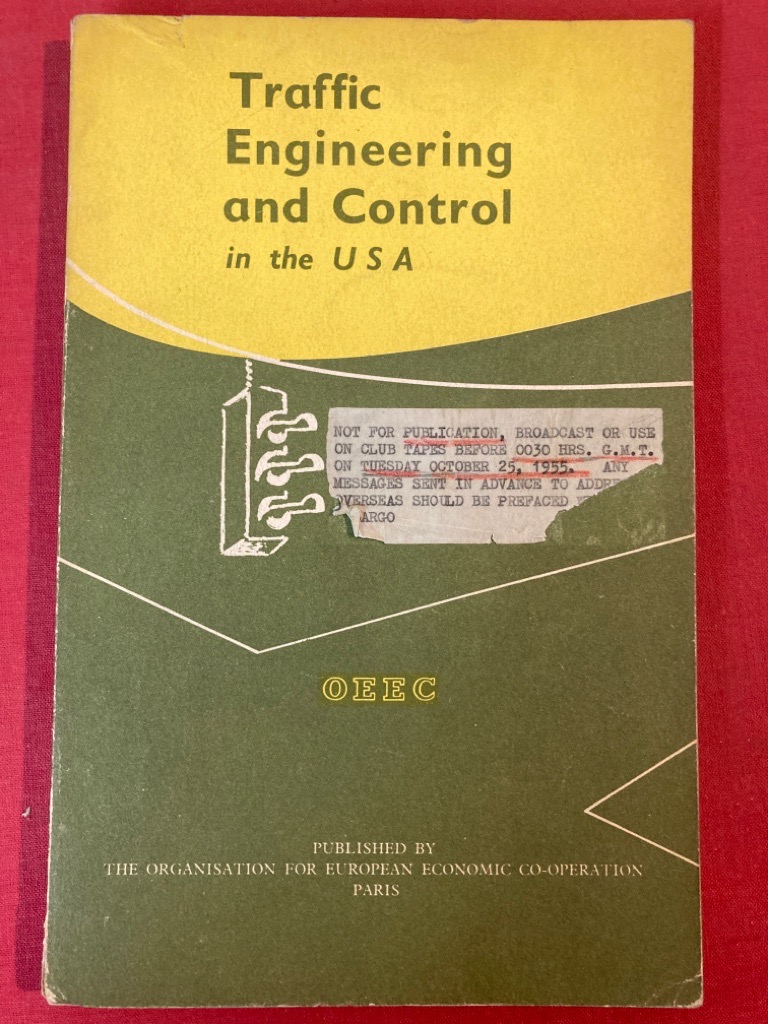 Traffic
Engineering
and Control
in the USA
NOT FOR PUBLICATION, BROADCAST OR USE
ON CLUB TAPES BEFORE 0030 HRS. G.M.T.
ON TUESDAY OCTOBER 25, 1955. ANY
MESSAGES SENT IN ADVANCE TO
OVERSEAS SHOULD BE PREFACED
ARGO
OEEC
PUBLISHED BY
THE ORGANISATION FOR EUROPEAN ECONOMIC CO-OPERATION
PARIS